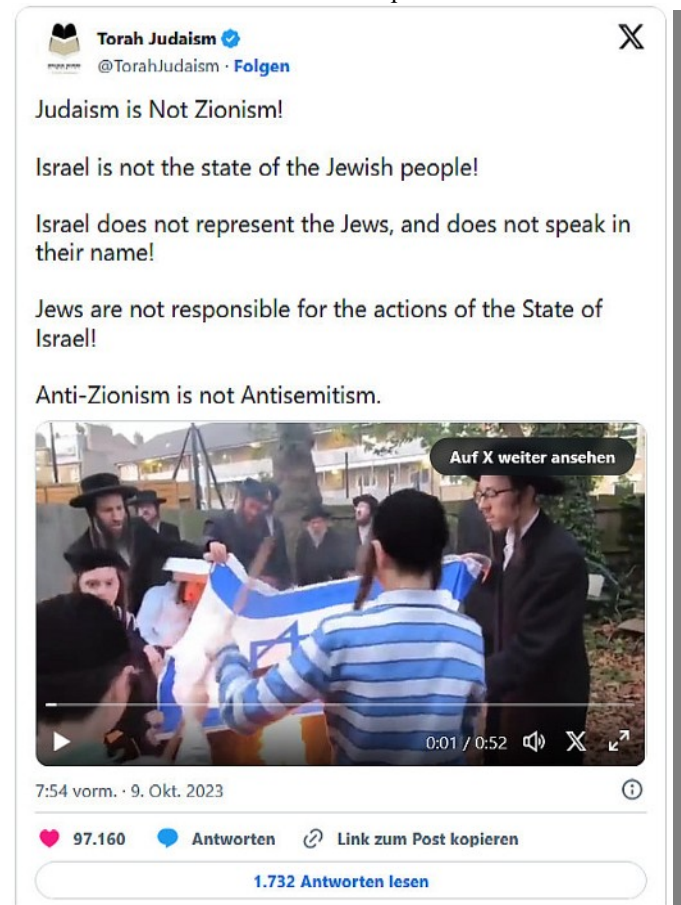 Torah Judaism
@TorahJudaism · Folgen
Judaism is Not Zionism!
Israel is not the state of the Jewish people!
Israel does not represent the Jews, and does not speak in
their name!
Jews are not responsible for the actions of the State of
Israel!
Anti-Zionism is not Antisemitism.
Auf X weiter ansehen
0:01 / 0:52
7:54 vorm. · 9. Okt. 2023
97.160 Antworten Link zum Post kopieren
1.732 Antworten lesen